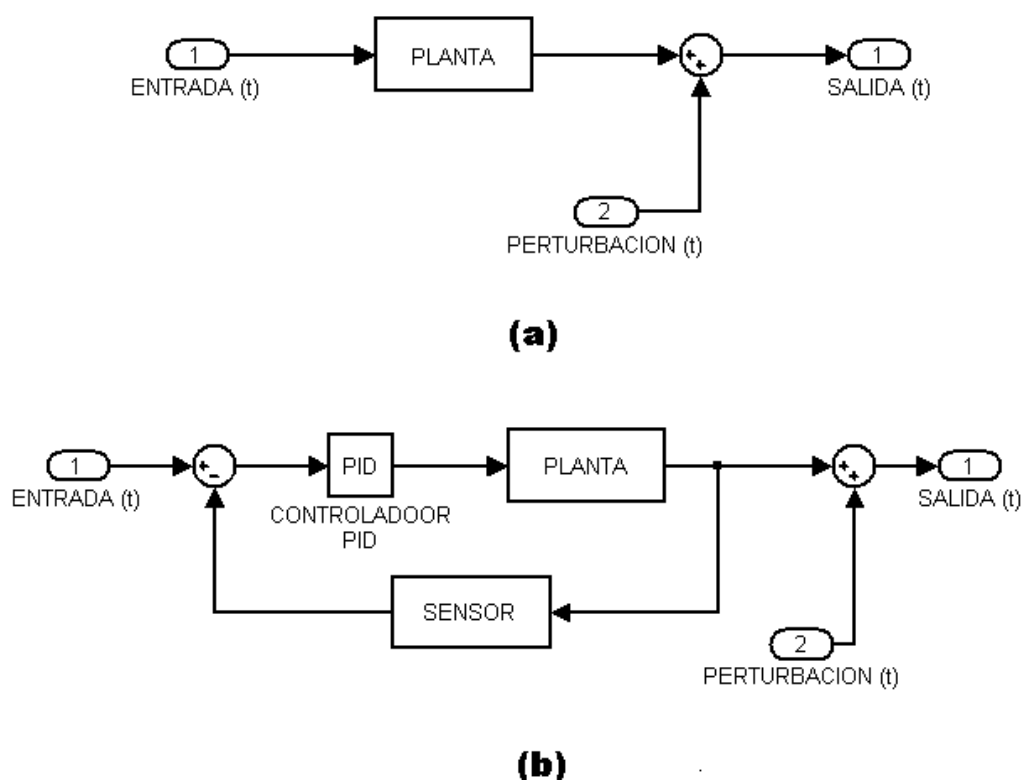 1
PLANTA
1
ENTRADA (t)
SALIDA (t)
2
PERTURBACION (t)
(a)
1
PID
PLANTA
1
ENTRADA (t)
CONTROLADOOR
PID
SALIDA (t)
SENSOR
2
PERTURBACION (t)
(b)